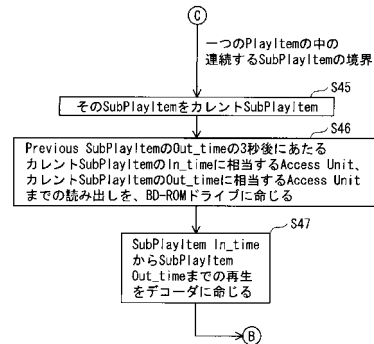 C
一つのPlayItemの中の
連続するSubPlayItemの境界
S45
そのSubPlayItemをカレントSubPlayItem
S46
Previous SubPlayItemのOut_timeの3秒後にあたる
カレントSubPlayItemのIn_timeに相当するAccess Unit、
カレントSubPlayItemのOut_timeに相当するAccess Unit
までの読み出しを、BD-ROMドライブに命じる
S47
SubPlayItem In_time
からSubPlayItem
Out_timeまでの再生
をデコーダに命じる
B